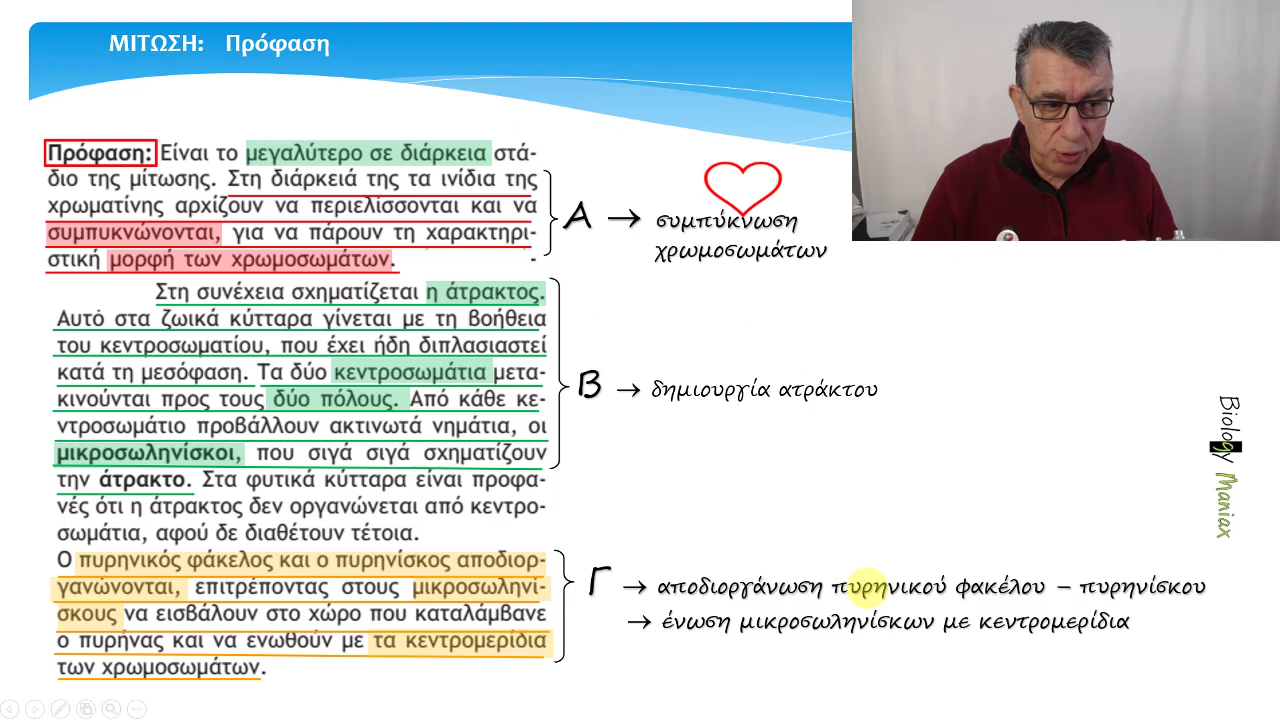 ΜΙΤΩΣΗ: Πρόφαση
Πρόφαση: Είναι το μεγαλύτερο σε διάρκεια στά-
διο της μίτωσης. Στη διάρκειά της τα ινίδια της
χρωματίνης αρχίζουν να περιελίσσονται και να
συμπυκνώνονται, για να πάρουν τη χαρακτηρι-
στική μορφή των χρωμοσωμάτων.
Στη συνέχεια σχηματίζεται η άτρακτος.
Αυτό στα ζωικά κύτταρα γίνεται με τη βοήθεια
του κεντροσωματίου, που έχει ήδη διπλασιαστεί
κατά τη μεσόφαση. Τα δύο κεντροσωμάτια μετα-
κινούνται προς τους δύο πόλους. Από κάθε κε-
ντροσωμάτιο προβάλλουν ακτινωτά νημάτια, οι
μικροσωληνίσκοι, που σιγά σιγά σχηματίζουν
την άτρακτο. Στα φυτικά κύτταρα είναι προφα-
νές ότι η άτρακτος δεν οργανώνεται από κεντρο-
σωμάτια, αφού δε διαθέτουν τέτοια.
Ο πυρηνικός φάκελος και ο πυρηνίσκος αποδιορ-
γανώνονται, επιτρέποντας στους μικροσωληνί-
σκους να εισβάλουν στο χώρο που καταλάμβανε
ο πυρήνας και να ενωθούν με τα κεντρομερίδια
των χρωμοσωμάτων.
Α → συμπύκνωση
χρωμοσωμάτων
Β → δημιουργία ατράκτου
Γ → αποδιοργάνωση πυρηνικού φακέλου – πυρηνίσκου
→ ένωση μικροσωληνίσκων με κεντρομερίδια
Biology Maniax